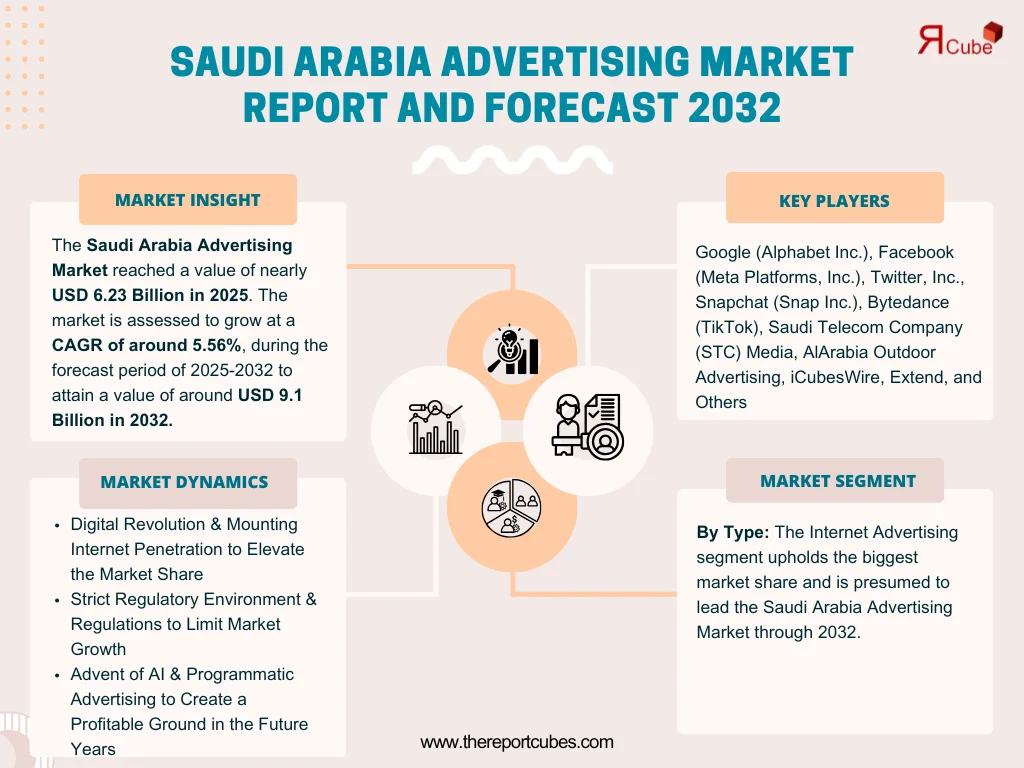 SAUDI ARABIA ADVERTISING MARKET
REPORT AND FORECAST 2032
ЯCube
MARKET INSIGHT
The Saudi Arabia Advertising
Market reached a value of nearly
USD 6.23 Billion in 2025. The
market is assessed to grow at a
CAGR of around 5.56%, during the
forecast period of 2025-2032 to
attain a value of around USD 9.1
Billion in 2032.
KEY PLAYERS
Google (Alphabet Inc.), Facebook
(Meta Platforms, Inc.), Twitter, Inc.,
Snapchat (Snap Inc.), Bytedance
(TikTok), Saudi Telecom Company
(STC) Media, AlArabia Outdoor
Advertising, iCubesWire, Extend, and
Others
MARKET DYNAMICS
• Digital Revolution & Mounting
Internet Penetration to Elevate
the Market Share
• Strict Regulatory Environment &
Regulations to Limit Market
Growth
• Advent of AI & Programmatic
Advertising to Create a
Profitable Ground in the Future
Years
MARKET SEGMENT
By Type: The Internet Advertising
segment upholds the biggest
market share and is presumed to
lead the Saudi Arabia Advertising
Market through 2032.
www.thereportcubes.com